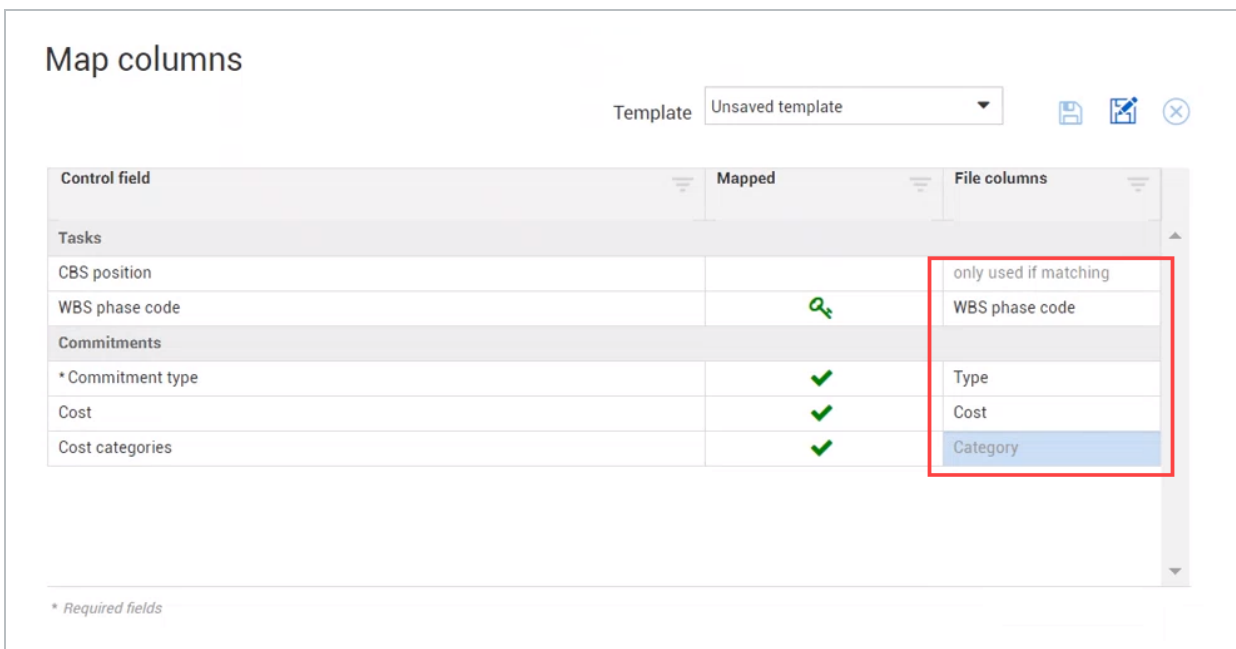 Map columns
Template Unsaved template
Control field Mapped File columns
Tasks
CBS position only used if matching
WBS phase code WBS phase code
Commitments
* Commitment type Type
Cost Cost
Cost categories Category
* Required fields